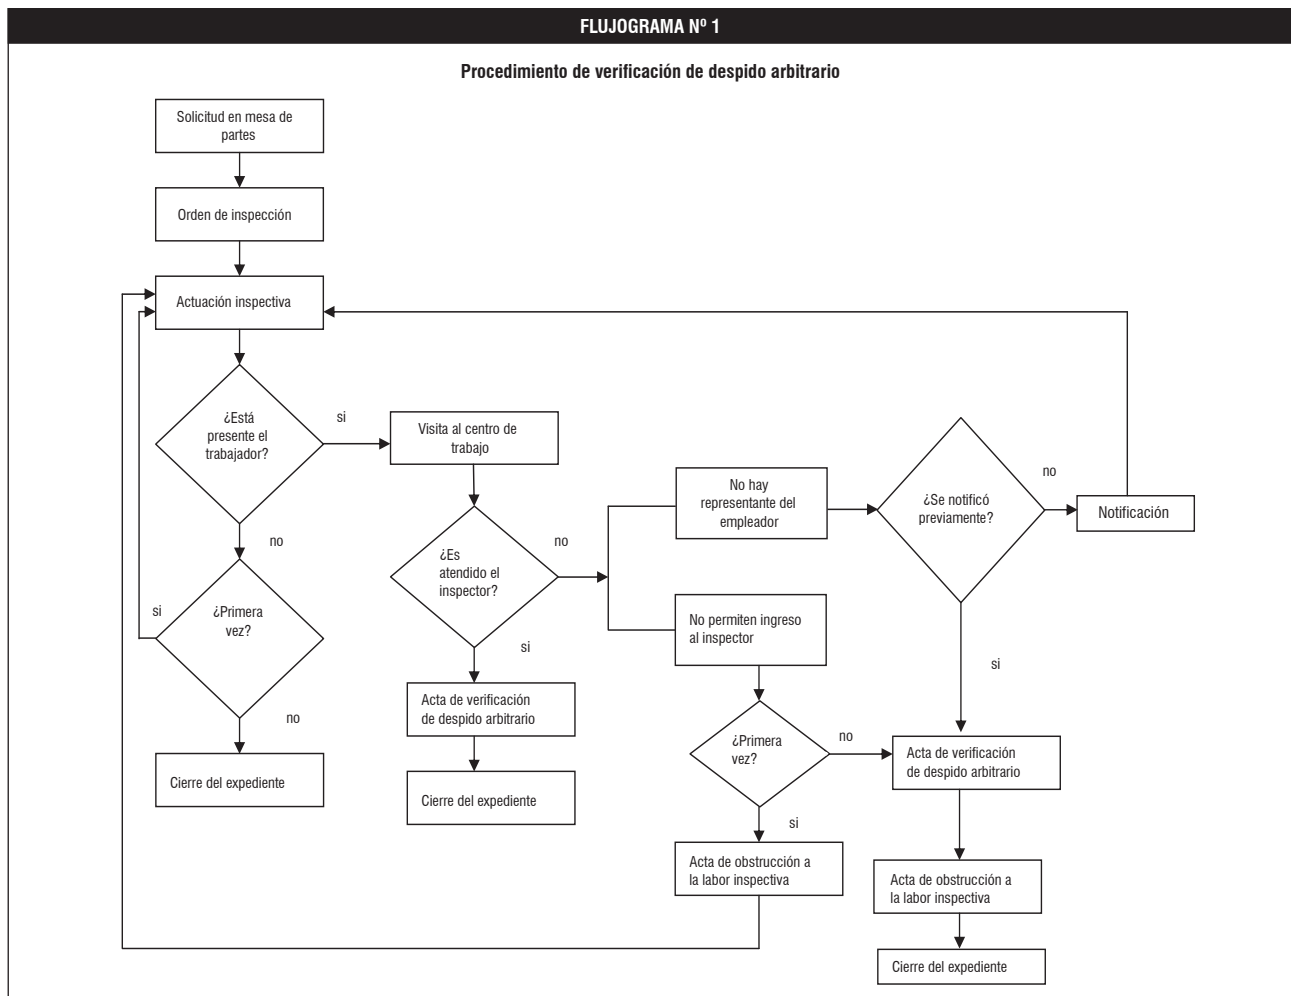 FLUJOGRAMA Nº 1
Procedimiento de verificación de despido arbitrario
Solicitud en mesa de
partes
Orden de inspección
Actuación inspectiva
¿Está
presente el
trabajador?
si
no
¿Primera
vez?
si
no
Cierre del expediente
Visita al centro de
trabajo
¿Es
atendido el
inspector?
no
si
Acta de verificación
de despido arbitrario
Cierre del expediente
No hay
representante del
empleador
¿Se notificó
previamente?
no
Notificación
si
No permiten ingreso
al inspector
¿Primera
vez?
no
si
Acta de obstrucción a
la labor inspectiva
Acta de verificación
de despido arbitrario
Acta de obstrucción a
la labor inspectiva
Cierre del expediente